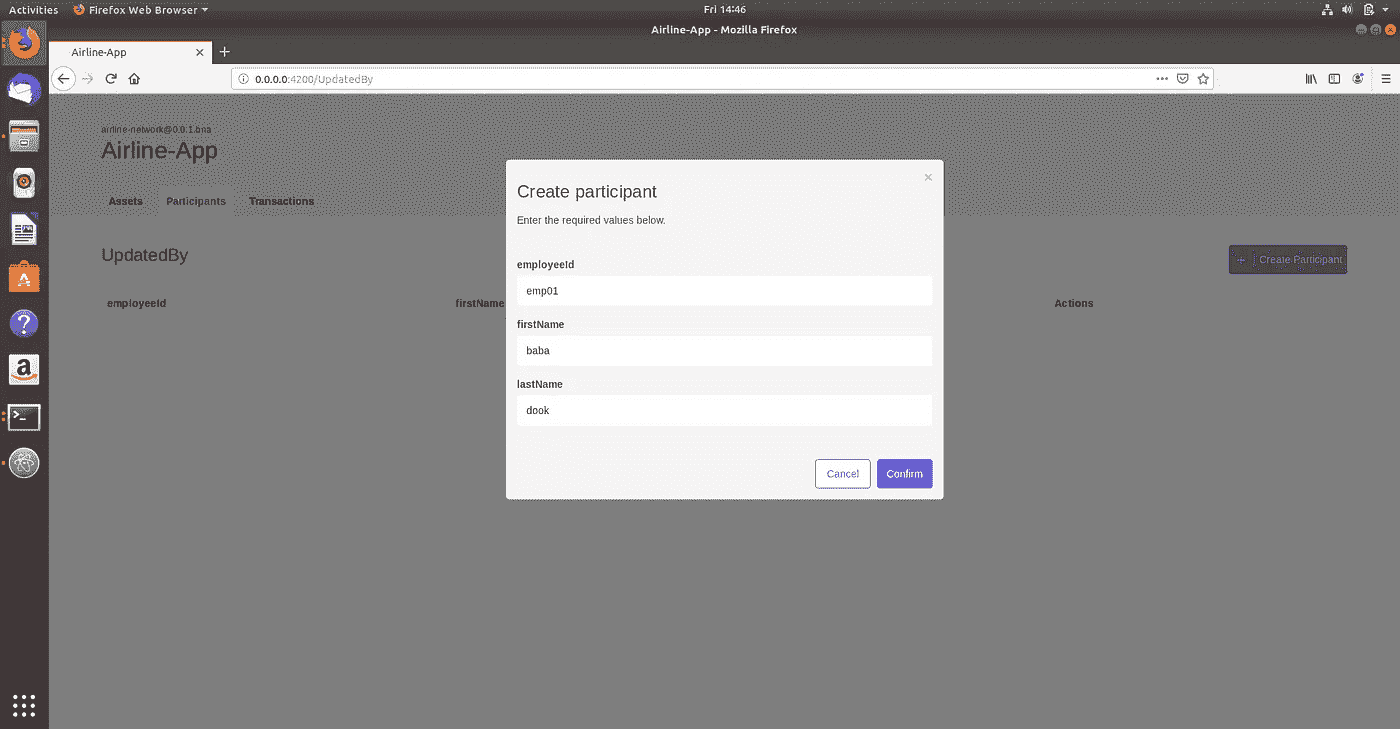 Activities Firefox Web Browser Fri 14:46
Airline-App - Mozilla Firefox
Airline-App
0.0.0.0:4200/UpdatedBy
airline-network@0.0.1.bna
Airline-App
Assets Participants Transactions
UpdatedBy
+ Create Participant
employeeId firstName Actions
Create participant
×
Enter the required values below.
employeeId
emp01
firstName
baba
lastName
dook
Cancel Confirm